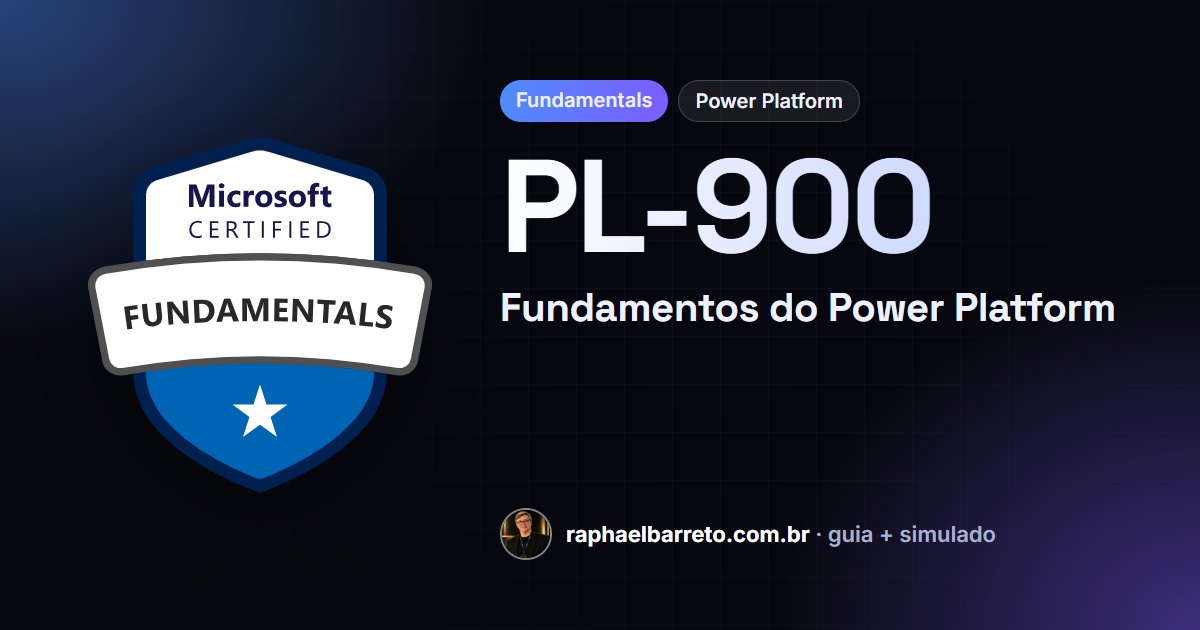 Microsoft
CERTIFIED
FUNDAMENTALS
Fundamentals
Power Platform
PL-900
Fundamentos do Power Platform
raphaelbarreto.com.br · guia + simulado